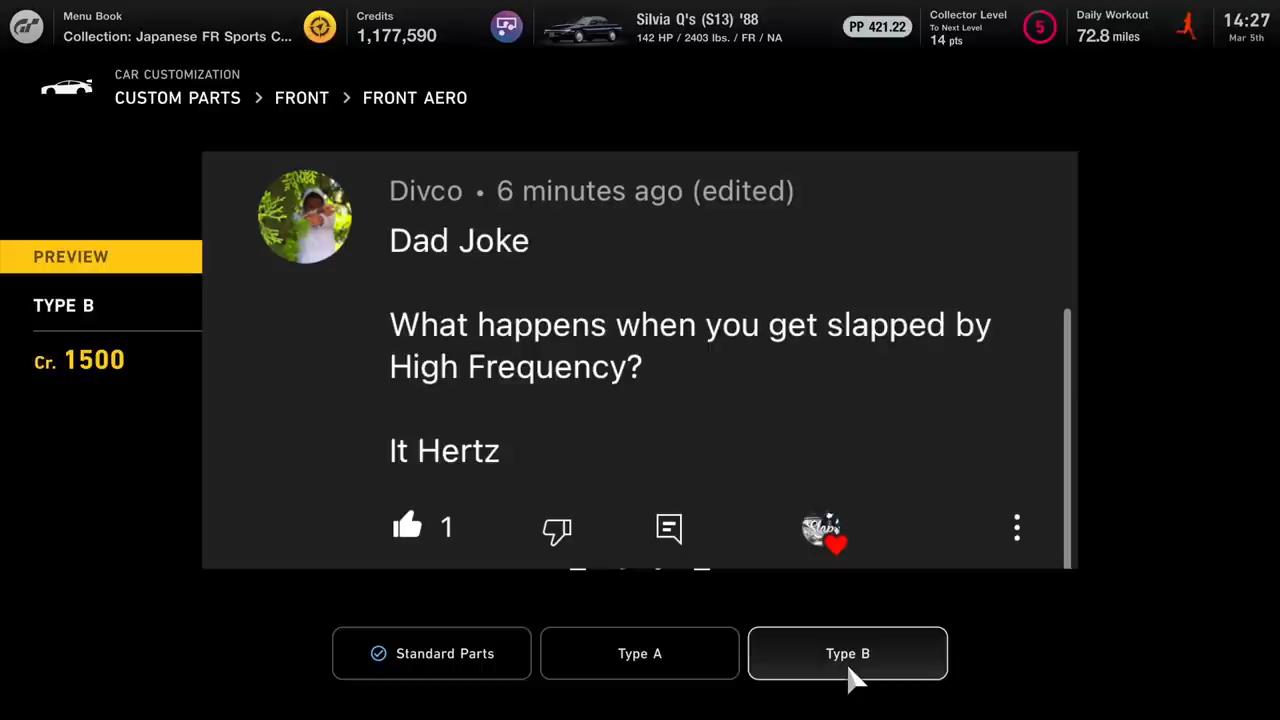 Menu Book
Collection: Japanese FR Sports C...
Credits
1,177,590
Silvia Q's (S13) '88
142 HP / 2403 lbs. / FR / NA
PP 421.22
Collector Level
To Next Level
14 pts
5
Daily Workout
72.8 miles
14:27
Mar 5th
CAR CUSTOMIZATION
CUSTOM PARTS > FRONT > FRONT AERO
Divco • 6 minutes ago (edited)
Dad Joke
PREVIEW
TYPE B
What happens when you get slapped by
High Frequency?
Cr. 1500
It Hertz
1
Slap
Standard Parts
Type A
Type B